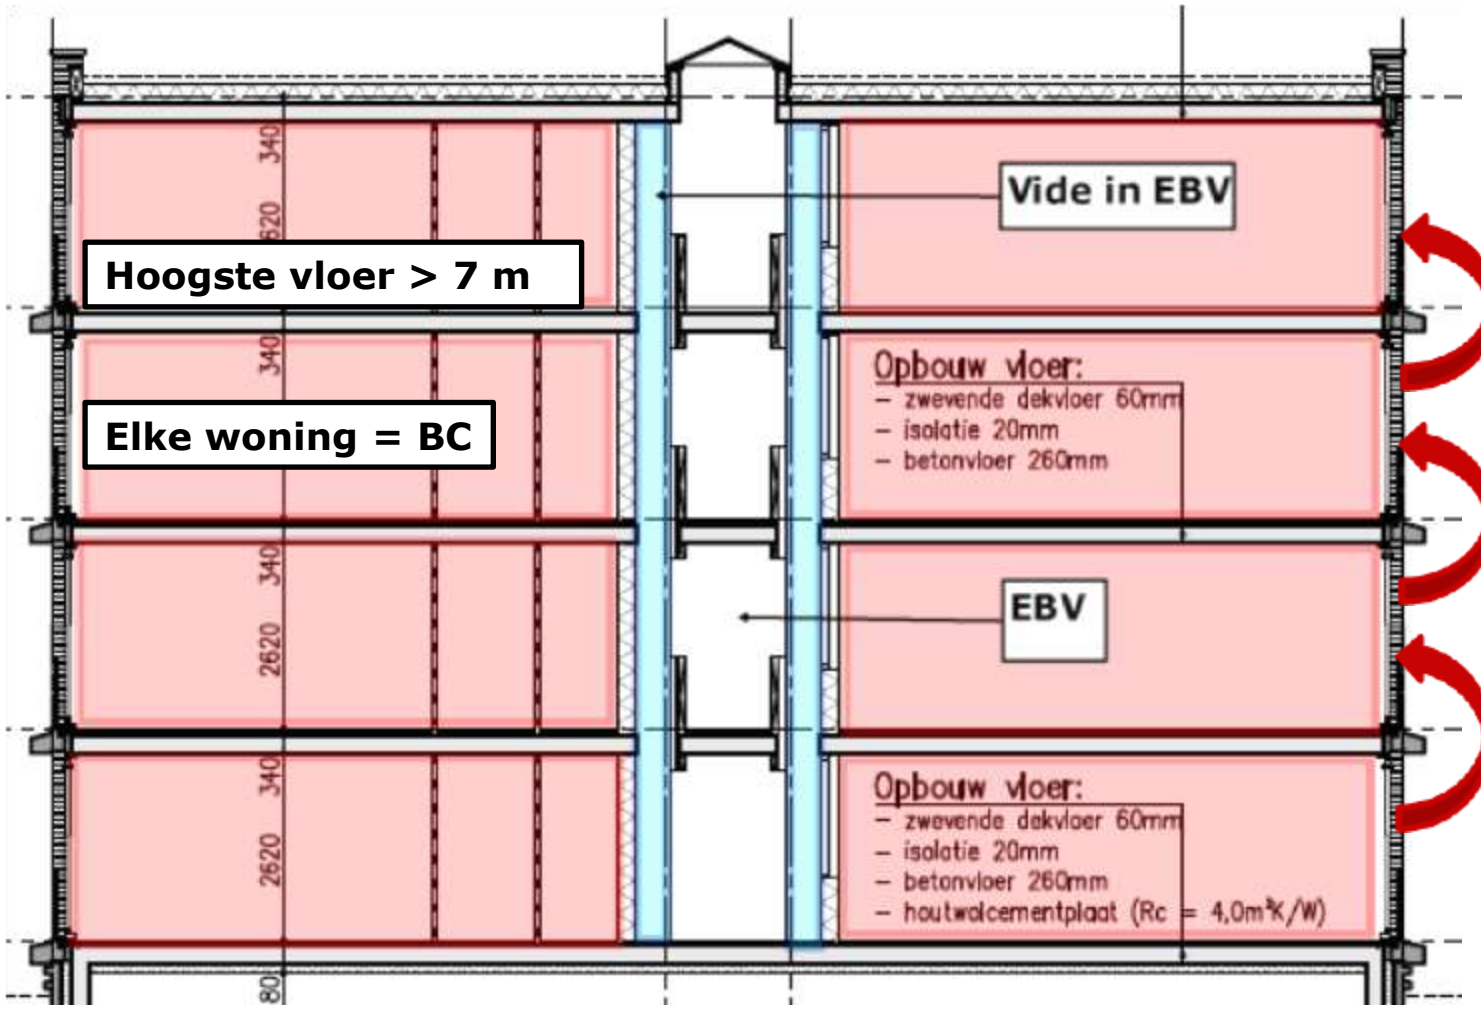 340
620
Vide in EBV
Hoogste vloer > 7 m
340
Opbouw vloer:
- zwevende dekvloer 60mm
- isolatie 20mm
- betonvloer 260mm
Elke woning = BC
340
2620
EBV
340
2620
Opbouw vloer:
- zwevende dekvloer 60mm
- isolatie 20mm
- betonvloer 260mm
- houtwolcementplaat (Rc = 4,0m²K/W)
80